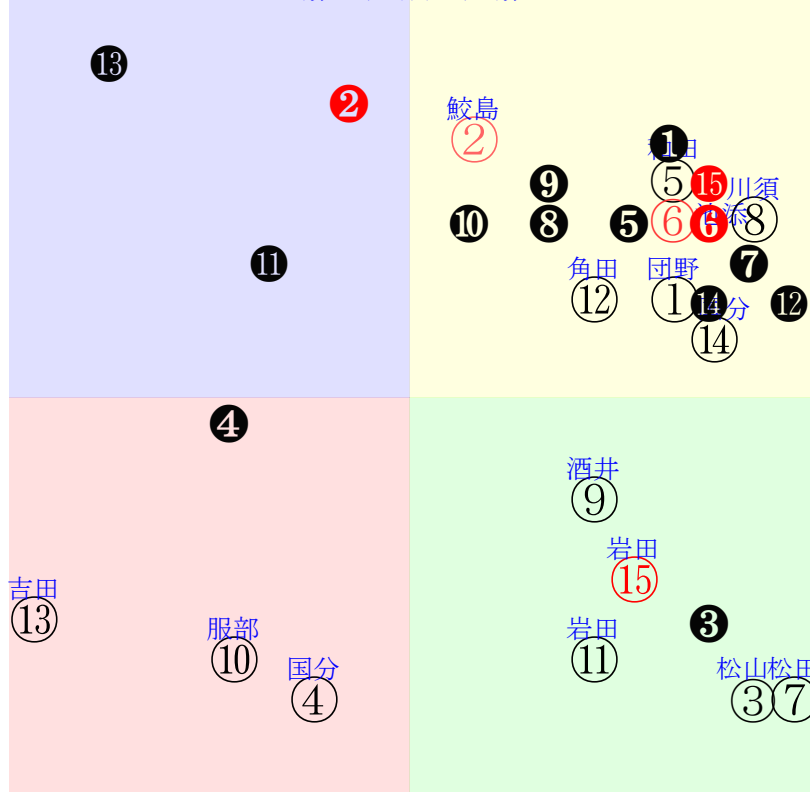 ⓭
❷
鮫島
②
❶
⑤
❾
⓯
川須
❿
❽
❺
⑥
❻
⑧
⓫
角田
団野
❼
⑫
①
⓮
⓬
⑭
❹
酒井
⑨
岩田
⑮
吉田
⑬
服部
⑩
岩田
⑪
❸
国分
④
松山
③
松田
⑦